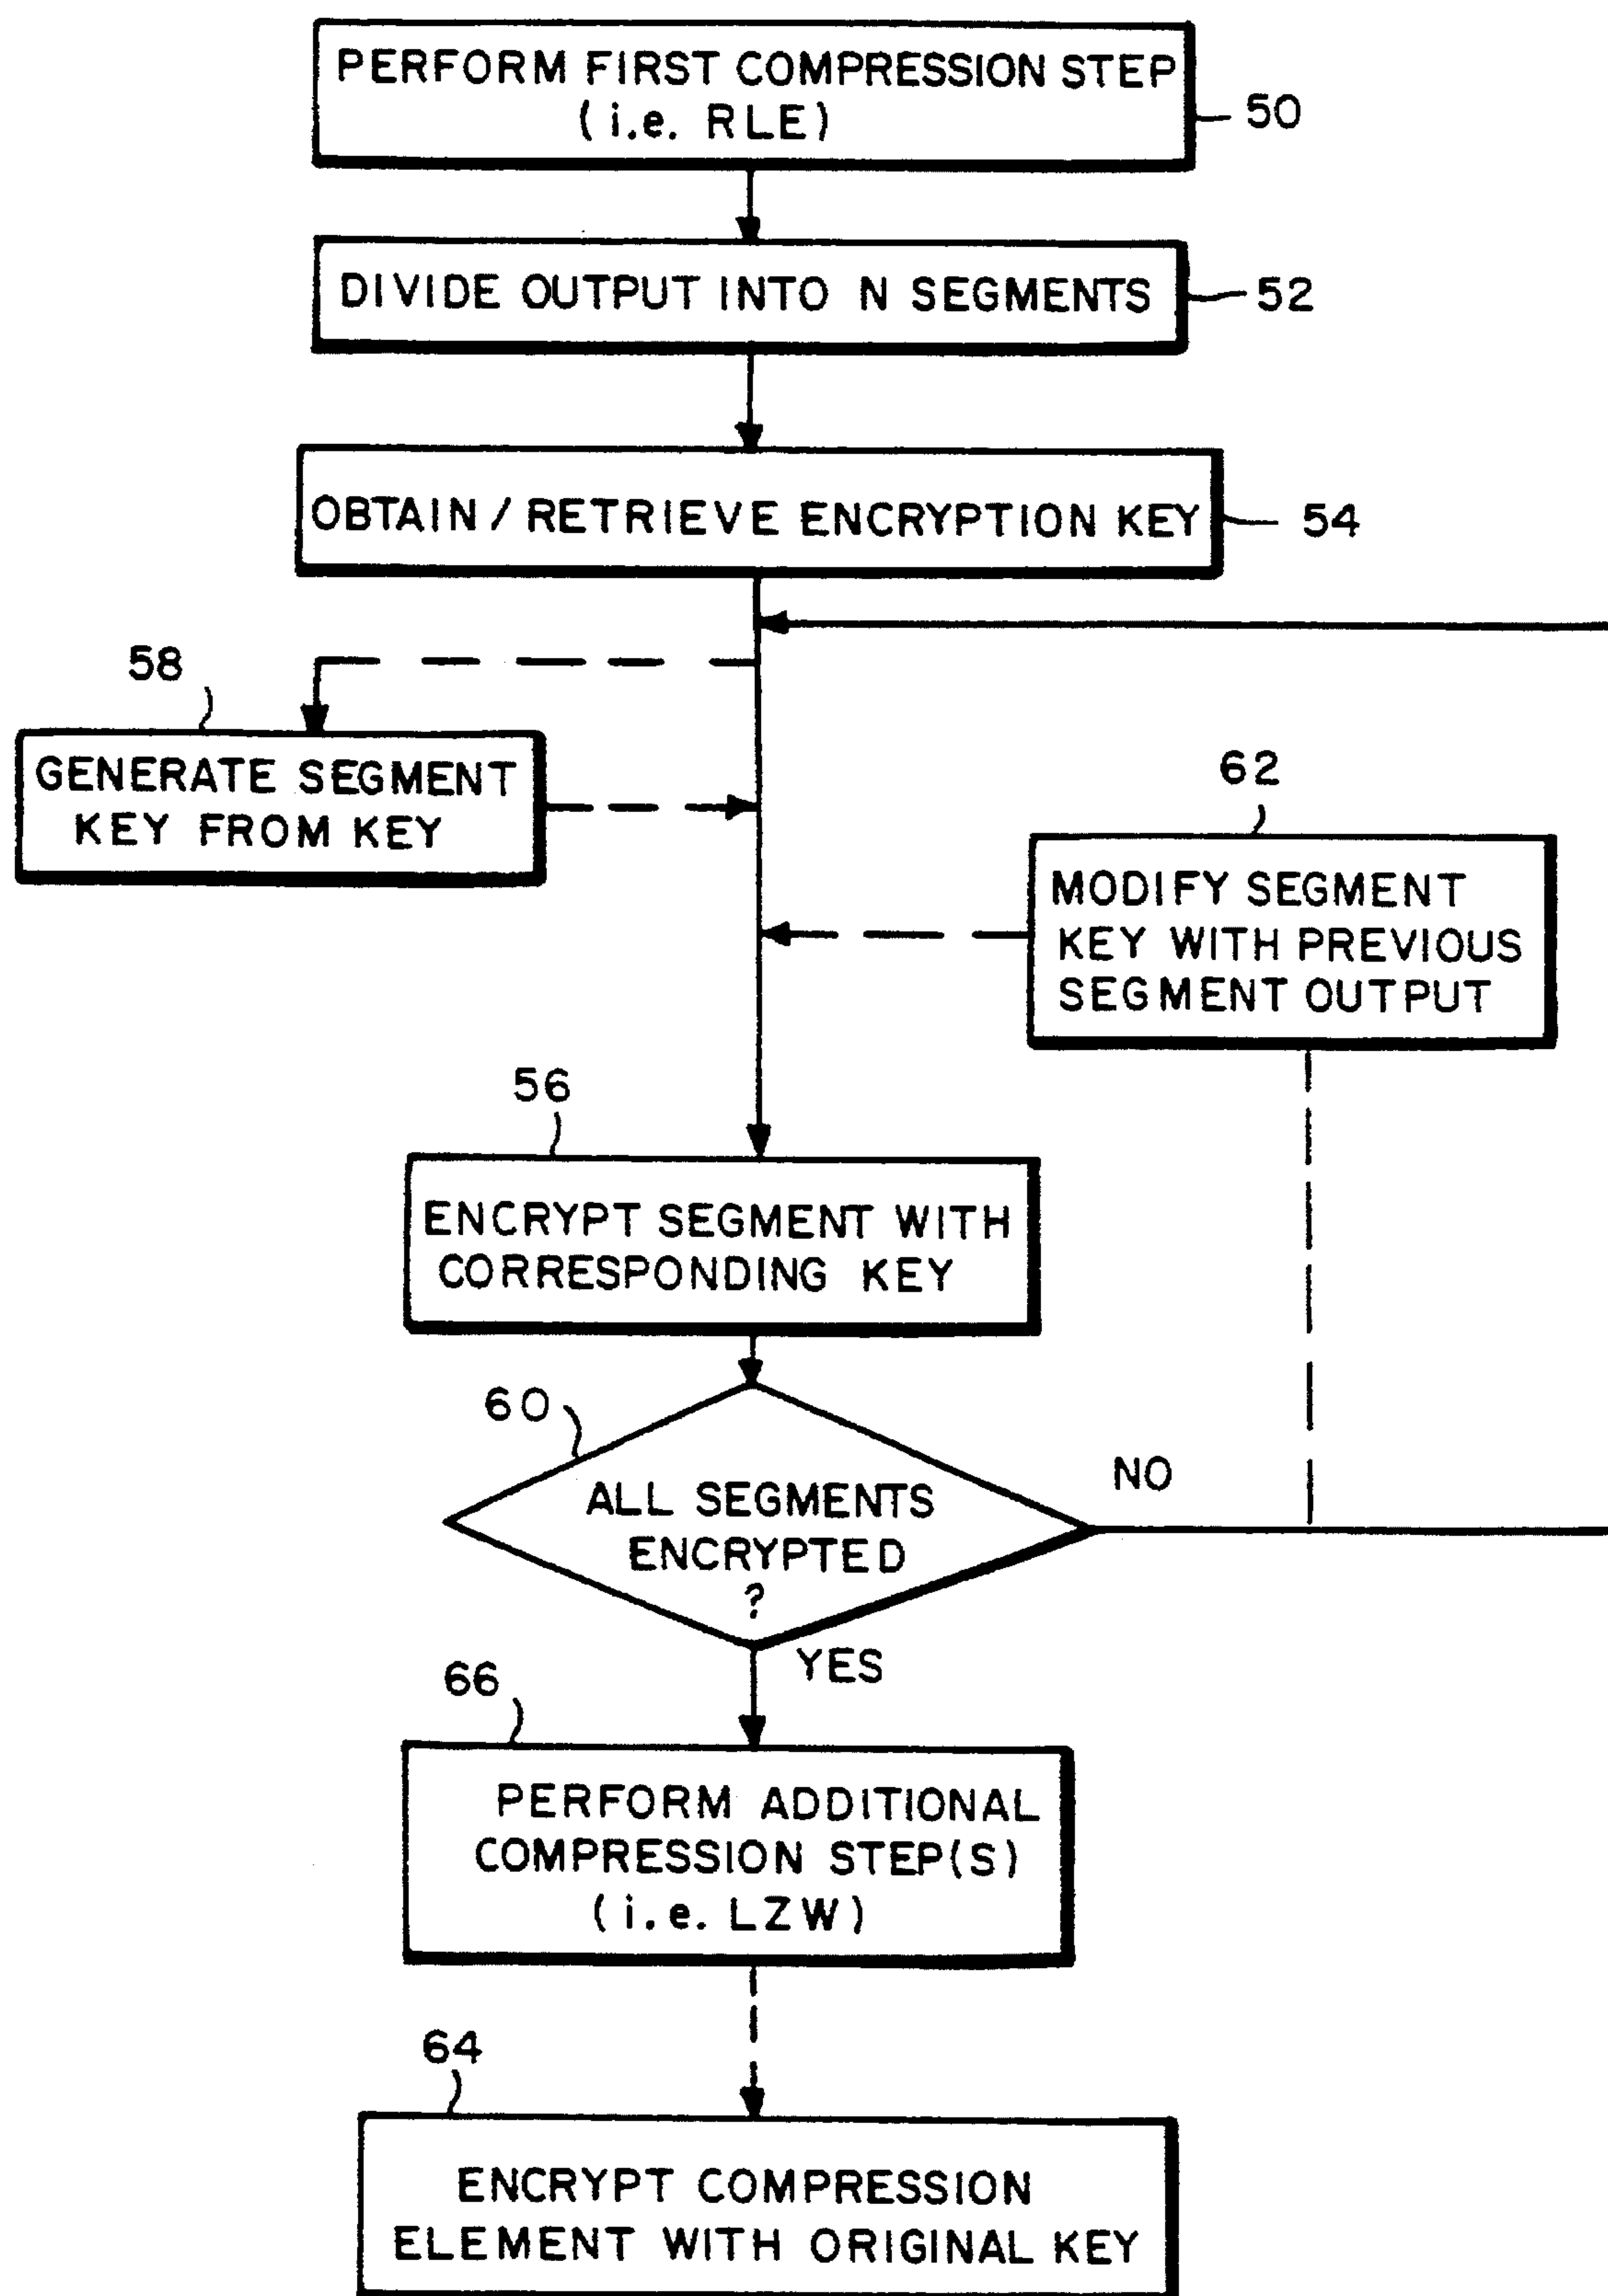 PERFORM FIRST COMPRESSION STEP
(i.e. RLE)
50
DIVIDE OUTPUT INTO N SEGMENTS
52
OBTAIN / RETRIEVE ENCRYPTION KEY
54
58
GENERATE SEGMENT
KEY FROM KEY
62
MODIFY SEGMENT
KEY WITH PREVIOUS
SEGMENT OUTPUT
56
ENCRYPT SEGMENT WITH
CORRESPONDING KEY
60
ALL SEGMENTS
ENCRYPTED
?
NO
YES
66
PERFORM ADDITIONAL
COMPRESSION STEP(S)
(i.e. LZW)
64
ENCRYPT COMPRESSION
ELEMENT WITH ORIGINAL KEY